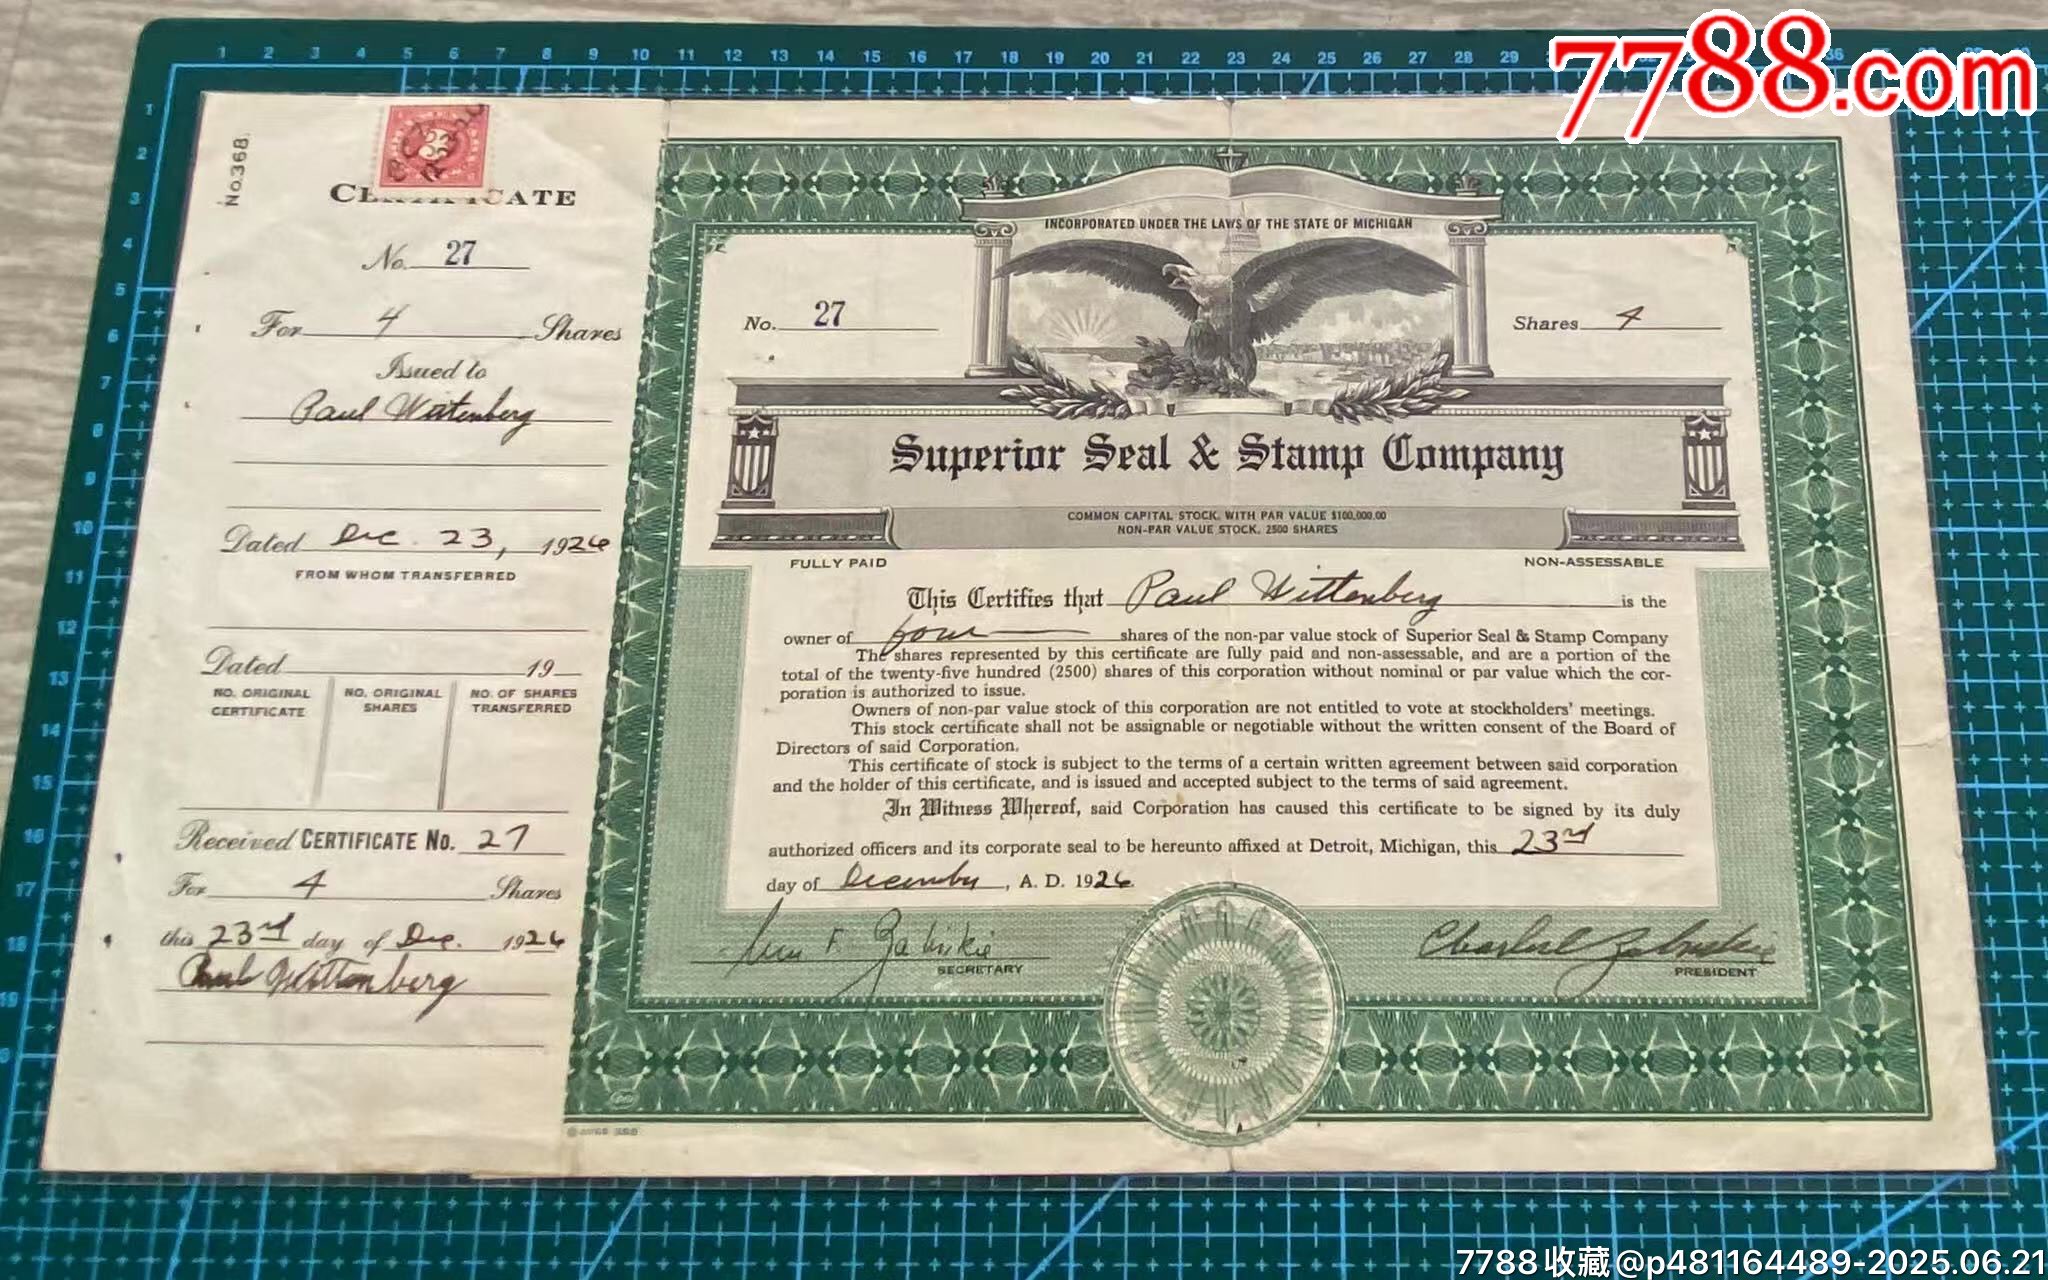 7788.com
No.368
CERTIFICATE
No. 27
For 4 Shares
Issued to
Paul Wittenberg
Dated Dec. 23, 1926
FROM WHOM TRANSFERRED
Dated 19
NO. ORIGINAL CERTIFICATE
NO. ORIGINAL SHARES
NO. OF SHARES TRANSFERRED
Received CERTIFICATE No. 27
For 4 Shares
this 23rd day of Dec. 1926
Paul Wittenberg
INCORPORATED UNDER THE LAWS OF THE STATE OF MICHIGAN
No. 27
Shares 4
Superior Seal & Stamp Company
COMMON CAPITAL STOCK, WITH PAR VALUE $100,000.00
NON-PAR VALUE STOCK, 2500 SHARES
FULLY PAID
NON-ASSESSABLE
This Certifies that Paul Wittenberg is the
owner of four shares of the non-par value stock of Superior Seal & Stamp Company
The shares represented by this certificate are fully paid and non-assessable, and are a portion of the
total of the twenty-five hundred (2500) shares of this corporation without nominal or par value which the cor-
poration is authorized to issue.
Owners of non-par value stock of this corporation are not entitled to vote at stockholders' meetings.
This stock certificate shall not be assignable or negotiable without the written consent of the Board of
Directors of said Corporation.
This certificate of stock is subject to the terms of a certain written agreement between said corporation
and the holder of this certificate, and is issued and accepted subject to the terms of said agreement.
In Witness Whereof, said Corporation has caused this certificate to be signed by its duly
authorized officers and its corporate seal to be hereunto affixed at Detroit, Michigan, this 23rd
day of December, A. D. 1926.
F. Zabriskie
SECRETARY
Zabriskie
PRESIDENT
7788收藏@p481164489-2025.06.21